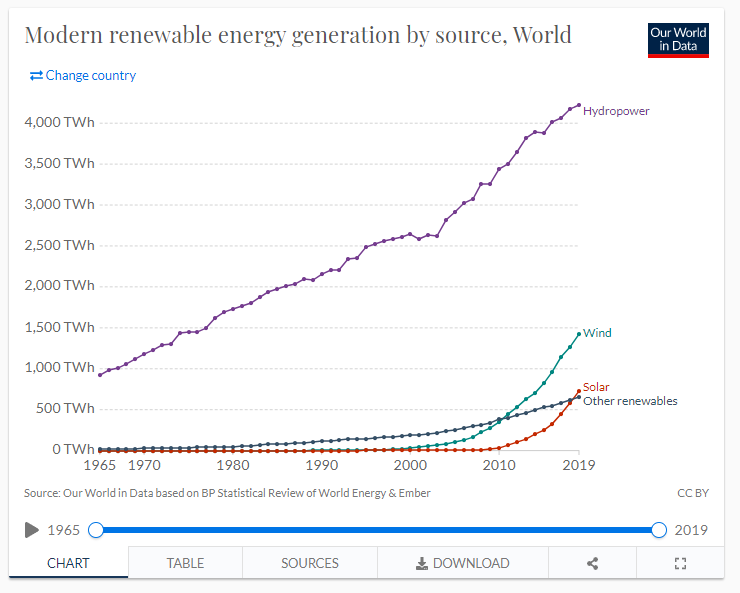 Modern renewable energy generation by source, World
Our World
in Data
Change country
4,000 TWh
3,500 TWh
3,000 TWh
2,500 TWh
2,000 TWh
1,500 TWh
1,000 TWh
500 TWh
0 TWh
Hydropower
Wind
Solar
Other renewables
1965 1970 1980 1990 2000 2010 2019
Source: Our World in Data based on BP Statistical Review of World Energy & Ember CC BY
1965 2019
CHART TABLE SOURCES DOWNLOAD